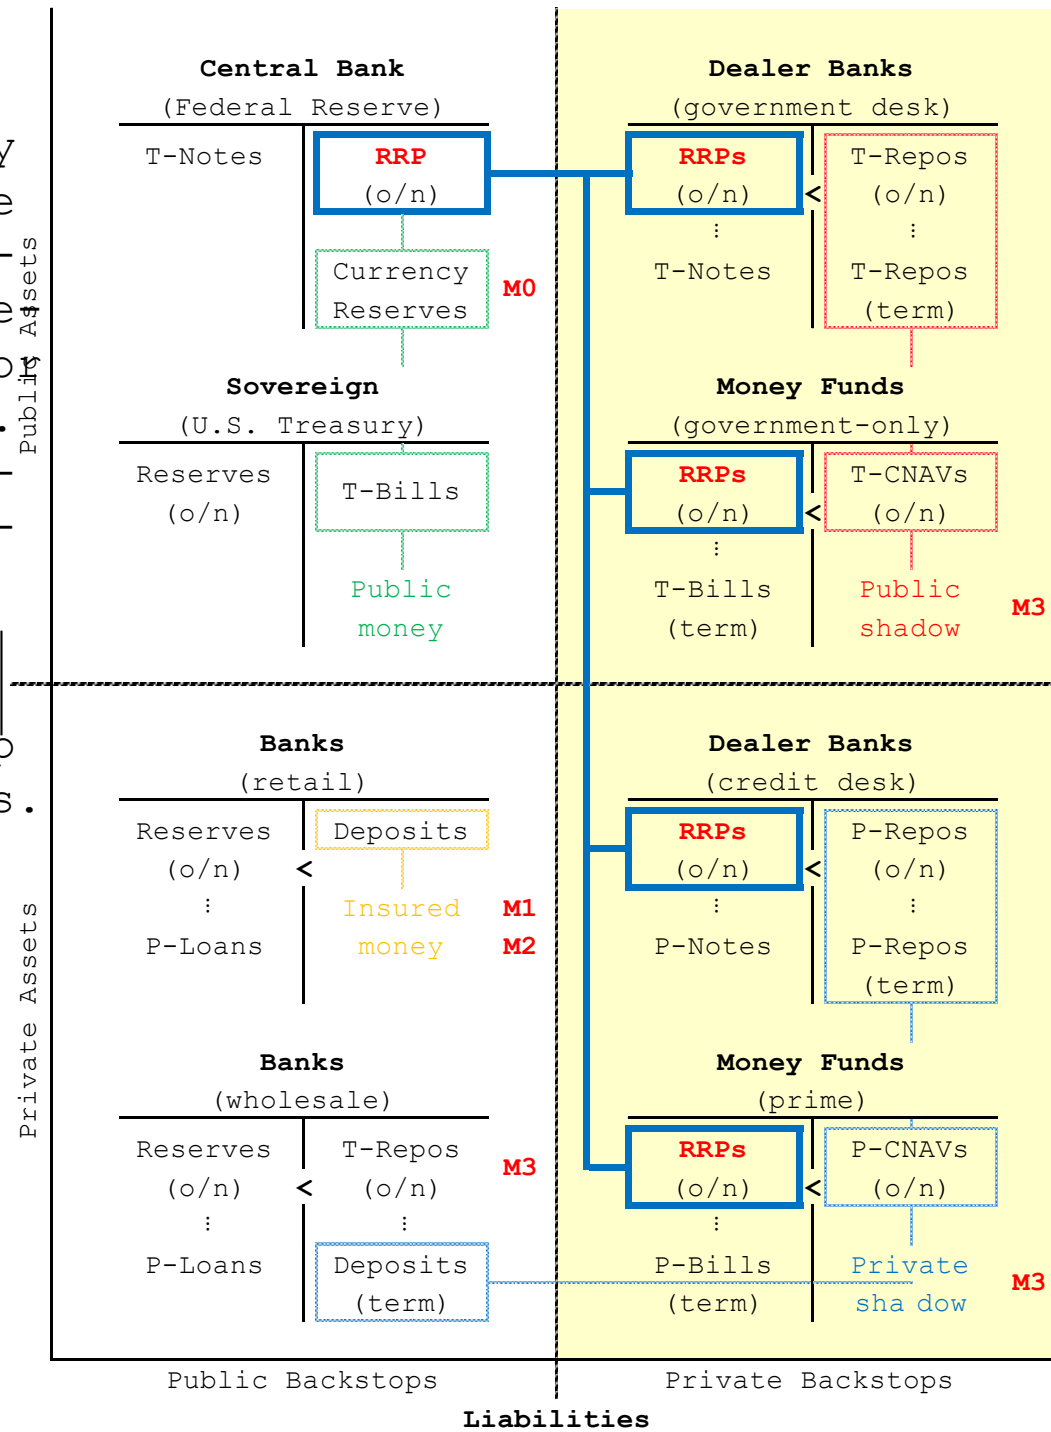 Central Bank
(Federal Reserve)
T-Notes
RRP
(o/n)
Currency
Reserves
M0
Dealer Banks
(government desk)
RRPs
(o/n)
⋮
T-Notes
<
T-Repos
(o/n)
⋮
T-Repos
(term)
Sovereign
(U.S. Treasury)
Reserves
(o/n)
T-Bills
Public
money
Money Funds
(government-only)
RRPs
(o/n)
⋮
T-Bills
(term)
<
T-CNAVs
(o/n)
Public
shadow
M3
Public Assets
Banks
(retail)
Reserves
(o/n)
⋮
P-Loans
<
Deposits
Insured
money
M1
M2
Dealer Banks
(credit desk)
RRPs
(o/n)
⋮
P-Notes
<
P-Repos
(o/n)
⋮
P-Repos
(term)
Banks
(wholesale)
Reserves
(o/n)
⋮
P-Loans
<
T-Repos
(o/n)
⋮
Deposits
(term)
M3
Money Funds
(prime)
RRPs
(o/n)
⋮
P-Bills
(term)
<
P-CNAVs
(o/n)
Private
sha dow
M3
Private Assets
Public Backstops
Private Backstops
Liabilities